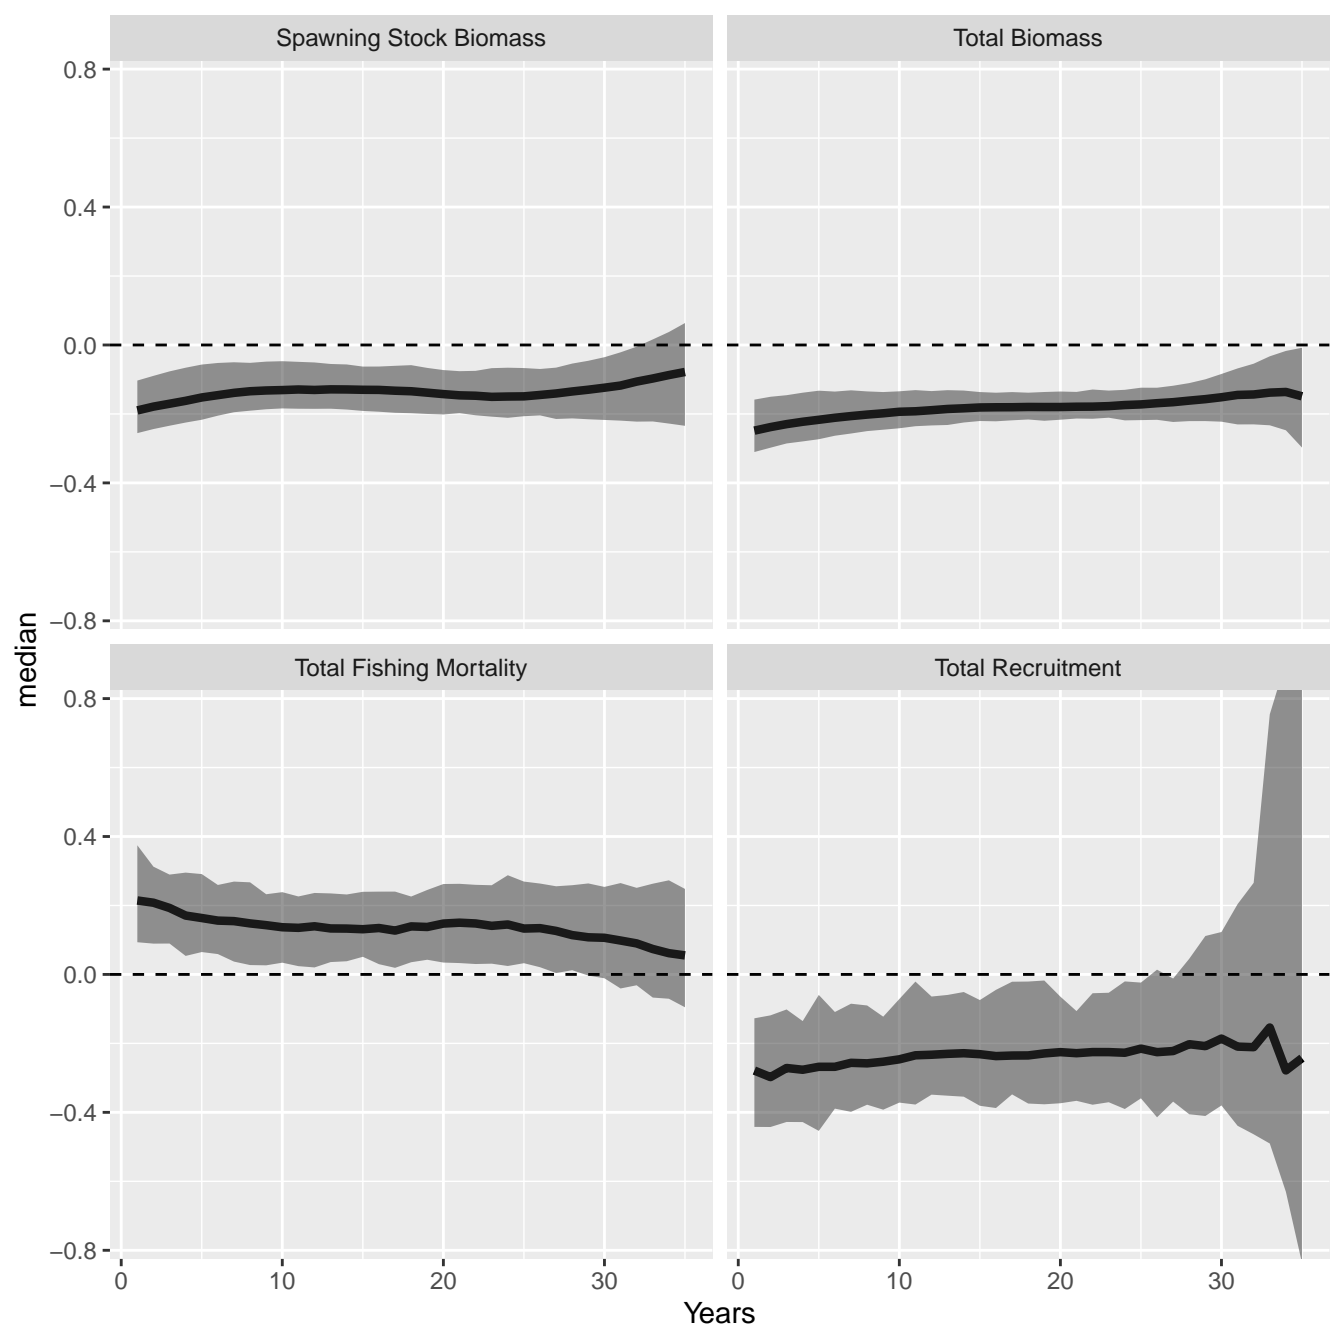 Spawning Stock Biomass
Total Biomass
0.8
0.4
0.0
−0.4
−0.8
median
Total Fishing Mortality
Total Recruitment
0.8
0.4
0.0
−0.4
−0.8
0 10 20 30
0 10 20 30
Years